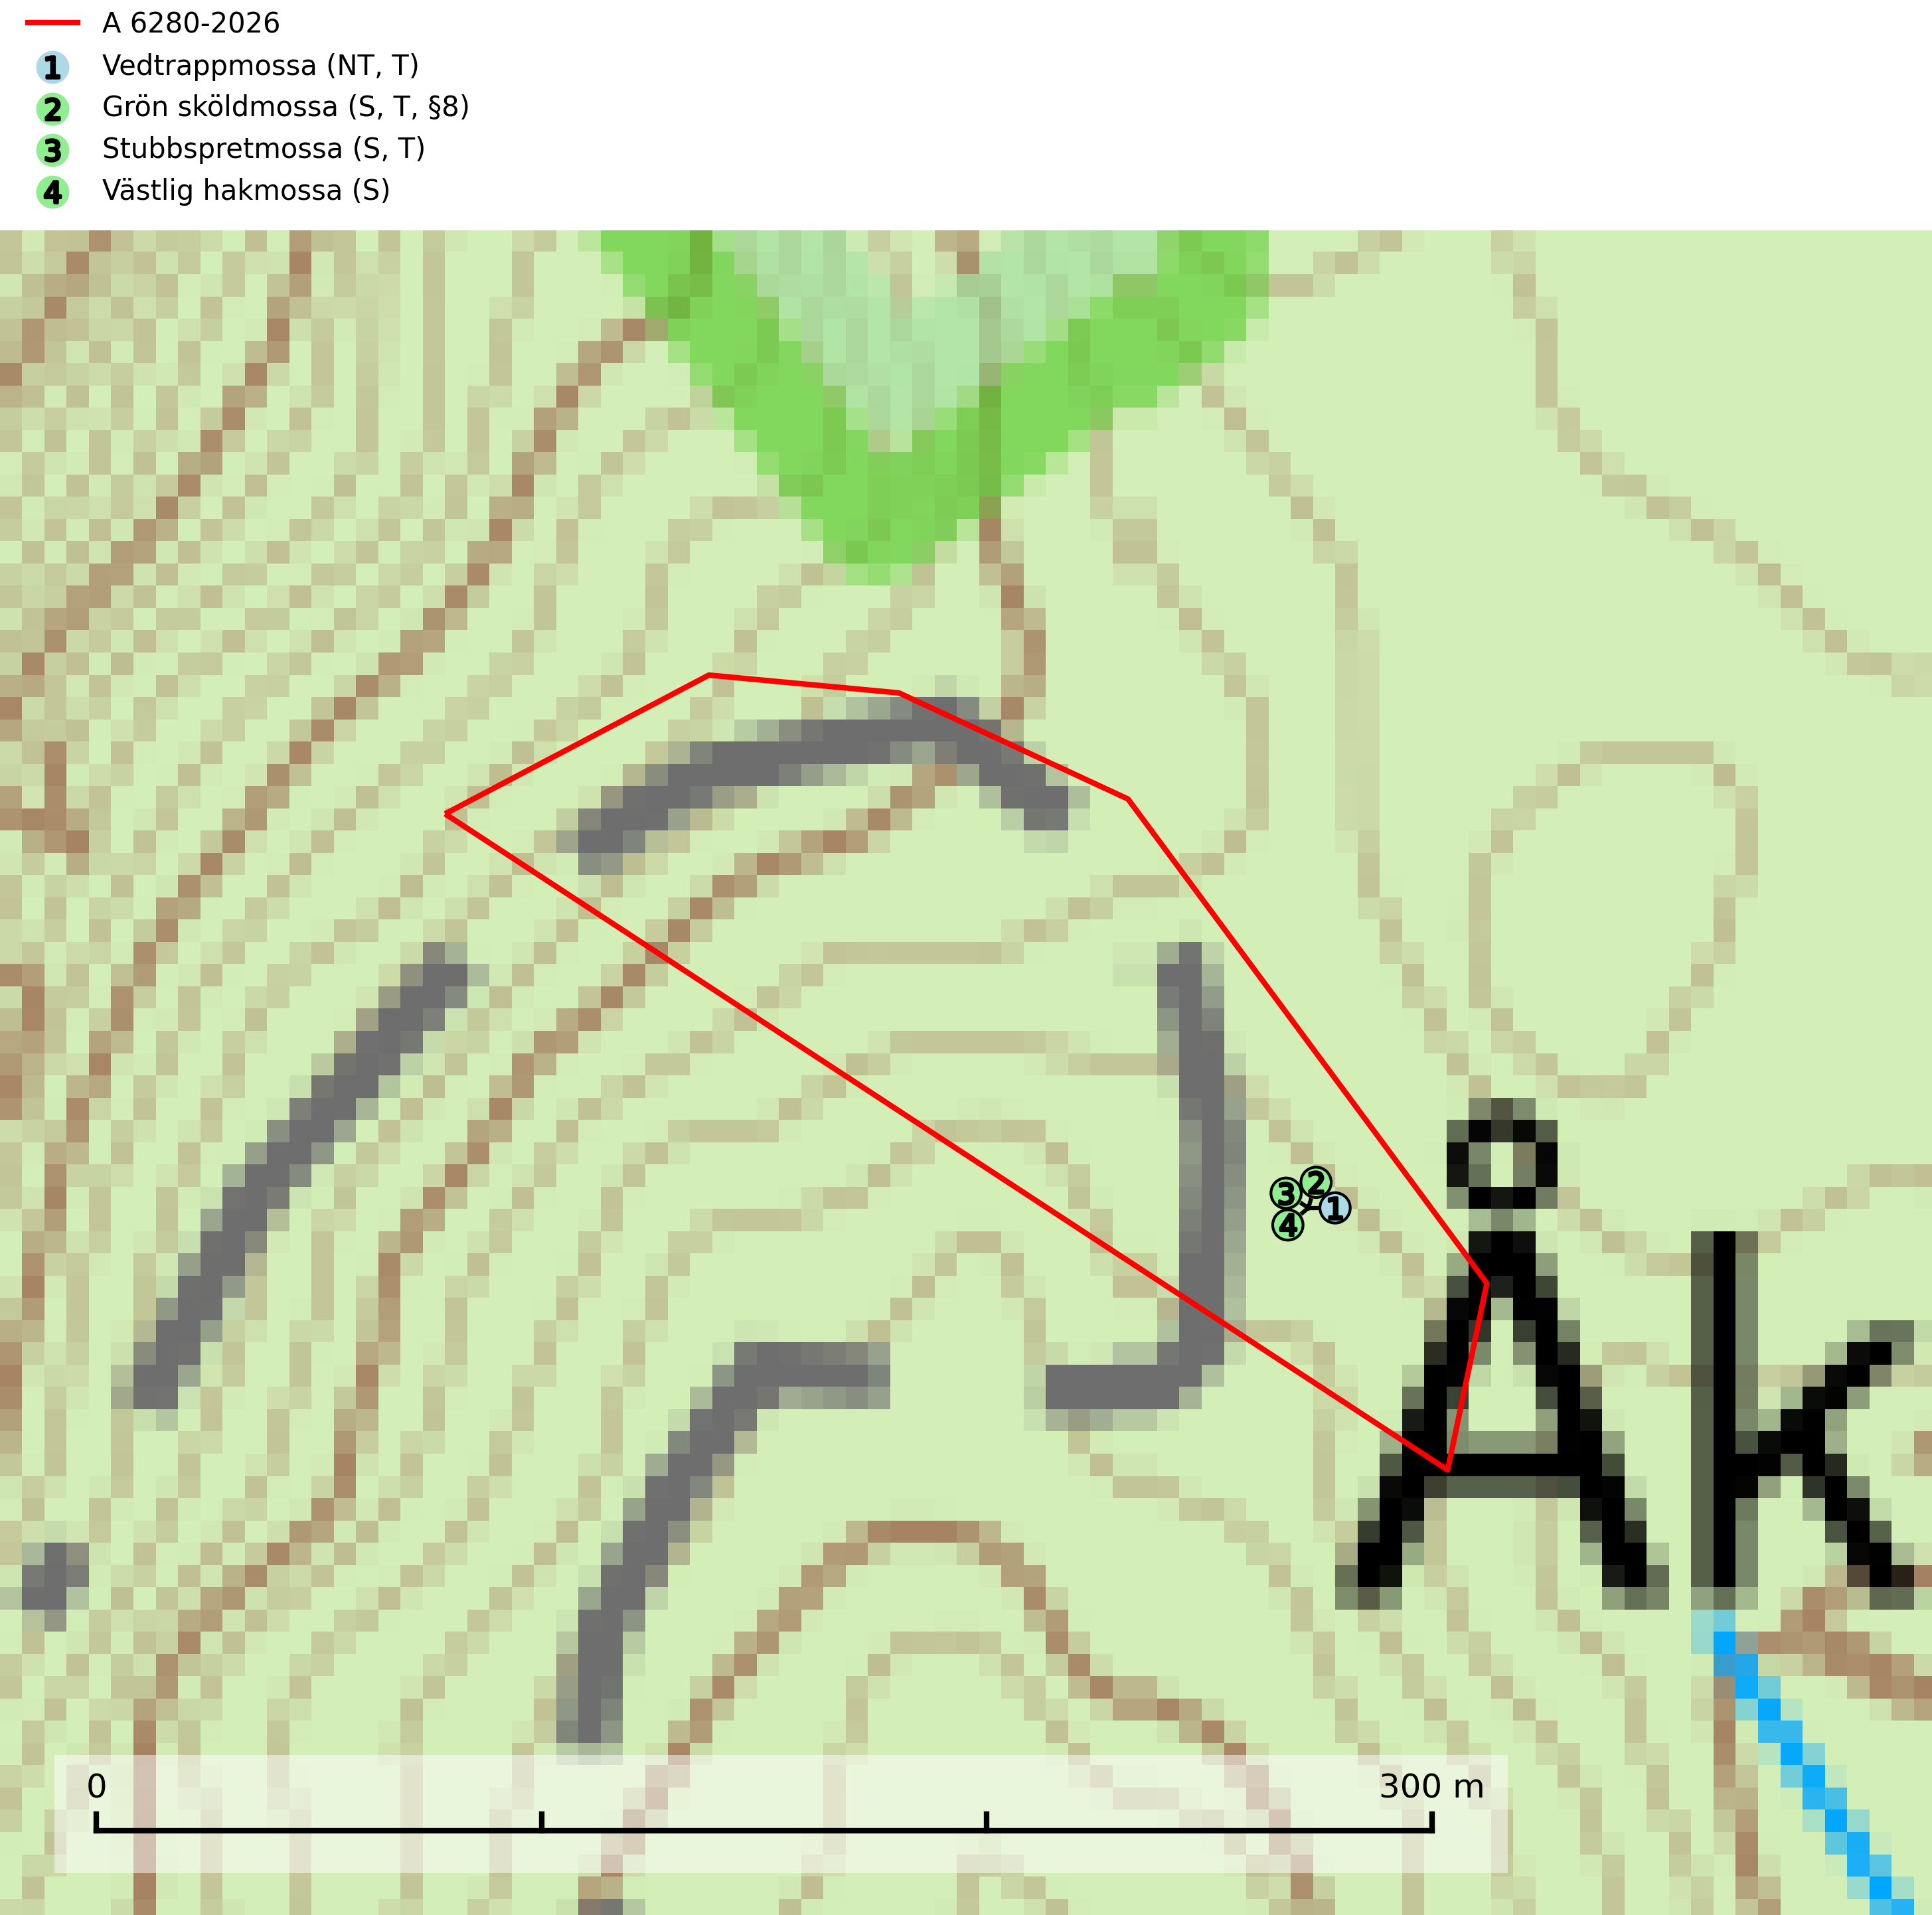 A 6280-2026
1 Vedtrappmossa (NT, T)
2 Grön sköldmossa (S, T, §8)
3 Stubbspretmossa (S, T)
4 Västlig hakmossa (S)
2
3
1
4
Åk
0 300 m